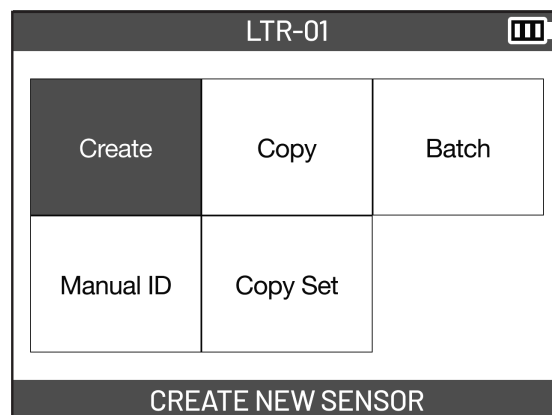 LTR-01
Create Copy Batch
Manual ID Copy Set
CREATE NEW SENSOR